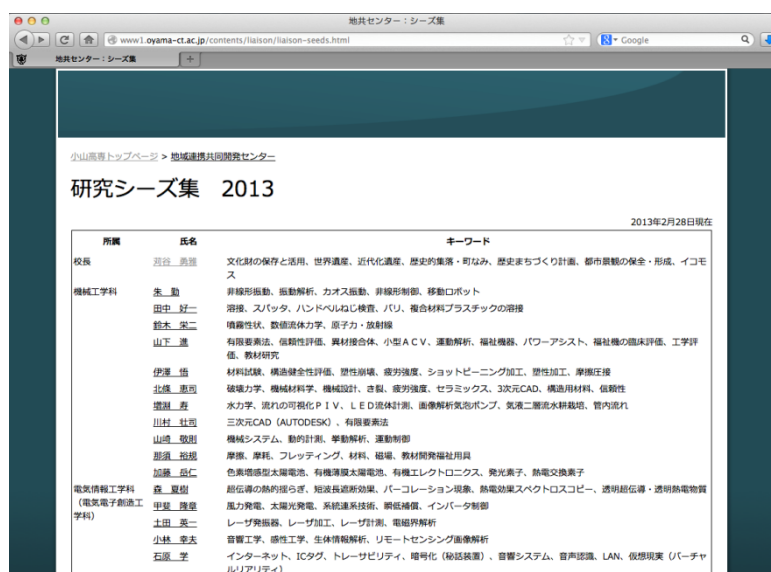 地共センター：シーズ集
www1.oyama-ct.ac.jp/contents/liaison/liaison-seeds.html
Google
地共センター：シーズ集
小山高専トップページ > 地域連携共同開発センター
研究シーズ集 2013
2013年2月28日現在
所属 氏名 キーワード
校長 苅谷 勇雅 文化財の保存と活用、世界遺産、近代化遺産、歴史的集落・町なみ、歴史まちづくり計画、都市景観の保全・形成、イコモ
ス
機械工学科 朱 勤 非線形振動、振動解析、カオス振動、非線形制御、移動ロボット
田中 好一 溶接、スパッタ、ハンドベルねじ検査、バリ、複合材料プラスチックの溶接
鈴木 栄二 噴霧性状、数値流体力学、原子力・放射線
山下 進 有限要素法、信頼性評価、異材接合体、小型ＡＣＶ、運動解析、福祉機器、パワーアシスト、福祉機の臨床評価、工学評
価、教材研究
伊澤 悟 材料試験、構造健全性評価、塑性崩壊、疲労強度、ショットピーニング加工、塑性加工、摩擦圧接
北條 恵司 破壊力学、機械材料学、機械設計、き裂、疲労強度、セラミックス、3次元CAD、構造用材料、信頼性
増淵 寿 水力学、流れの可視化ＰＩＶ、ＬＥＤ流体計測、画像解析気泡ポンプ、気液二層流水耕栽培、管内流れ
川村 壮司 三次元CAD（AUTODESK）、有限要素法
山崎 敬則 機械システム、動的計測、挙動解析、運動制御
那須 裕規 摩擦、摩耗、フレッティング、材料、磁場、教材開発福祉用具
加藤 岳仁 色素増感型太陽電池、有機薄膜太陽電池、有機エレクトロニクス、発光素子、熱電交換素子
電気情報工学科 森 夏樹 超伝導の熱的揺らぎ、短波長遮断効果、パーコレーション現象、熱電効果スペクトロスコピー、透明超伝導・透明熱電物質
（電気電子創造工 甲斐 隆章 風力発電、太陽光発電、系統連系技術、瞬低補償、インバータ制御
学科） 土田 英一 レーザ発振器、レーザ加工、レーザ計測、電磁界解析
小林 幸夫 音響工学、感性工学、生体情報解析、リモートセンシング画像解析
石原 学 インターネット、ICタグ、トレーサビリティ、暗号化（秘話装置）、音響システム、音声認識、LAN、仮想現実（バーチャ
ルリアリティ）